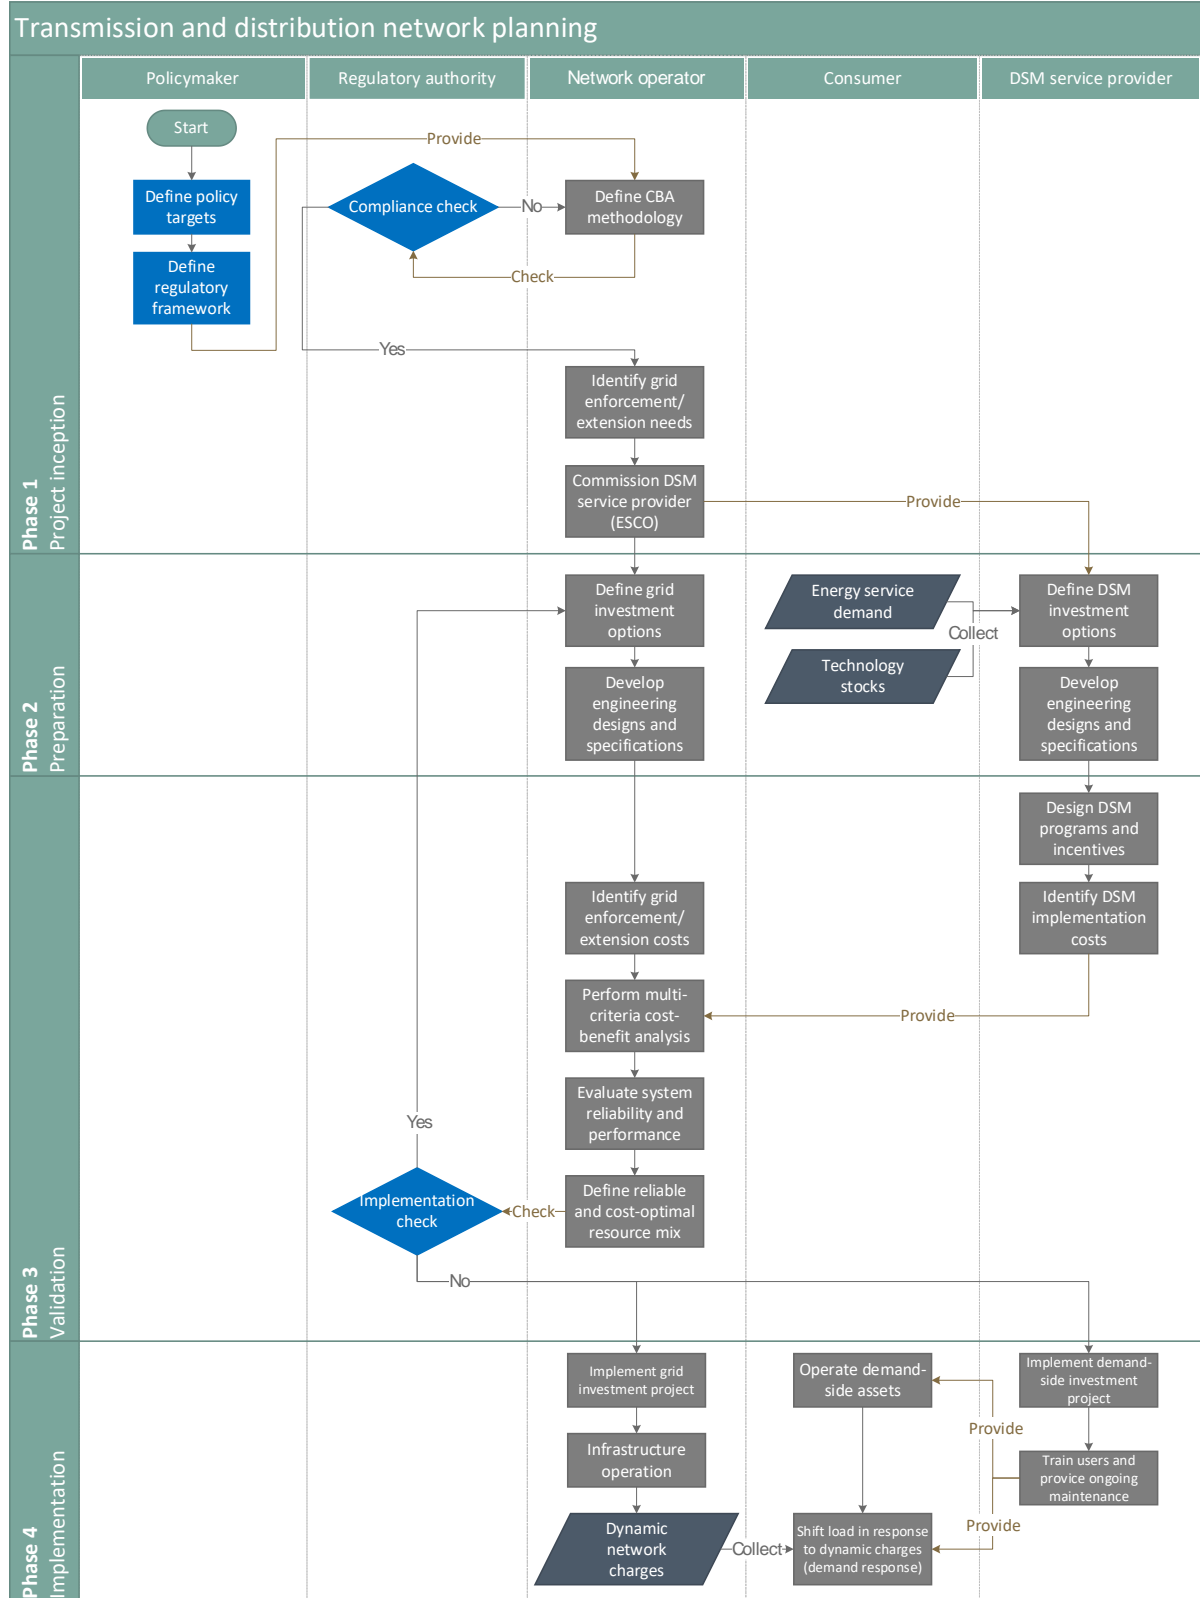 Transmission and distribution network planning
Policymaker
Regulatory authority
Network operator
Consumer
DSM service provider
Phase 1
Project inception
Start
Provide
Define policy
targets
Compliance check
No
Define CBA
methodology
Define
regulatory
framework
Check
Yes
Identify grid
enforcement/
extension needs
Commission DSM
service provider
(ESCO)
Provide
Phase 2
Preparation
Define grid
investment
options
Energy service
demand
Collect
Define DSM
investment
options
Technology
stocks
Develop
engineering
designs and
specifications
Develop
engineering
designs and
specifications
Phase 3
Validation
Design DSM
programs and
incentives
Identify grid
enforcement/
extension costs
Identify DSM
implementation
costs
Perform multi-
criteria cost-
benefit analysis
Provide
Evaluate system
reliability and
performance
Yes
Implementation
check
Check
Define reliable
and cost-optimal
resource mix
No
Phase 4
Implementation
Implement grid
investment project
Operate demand-
side assets
Implement demand-
side investment
project
Provide
Infrastructure
operation
Train users and
provice ongoing
maintenance
Provide
Dynamic
network
charges
Collect
Shift load in response
to dynamic charges
(demand response)